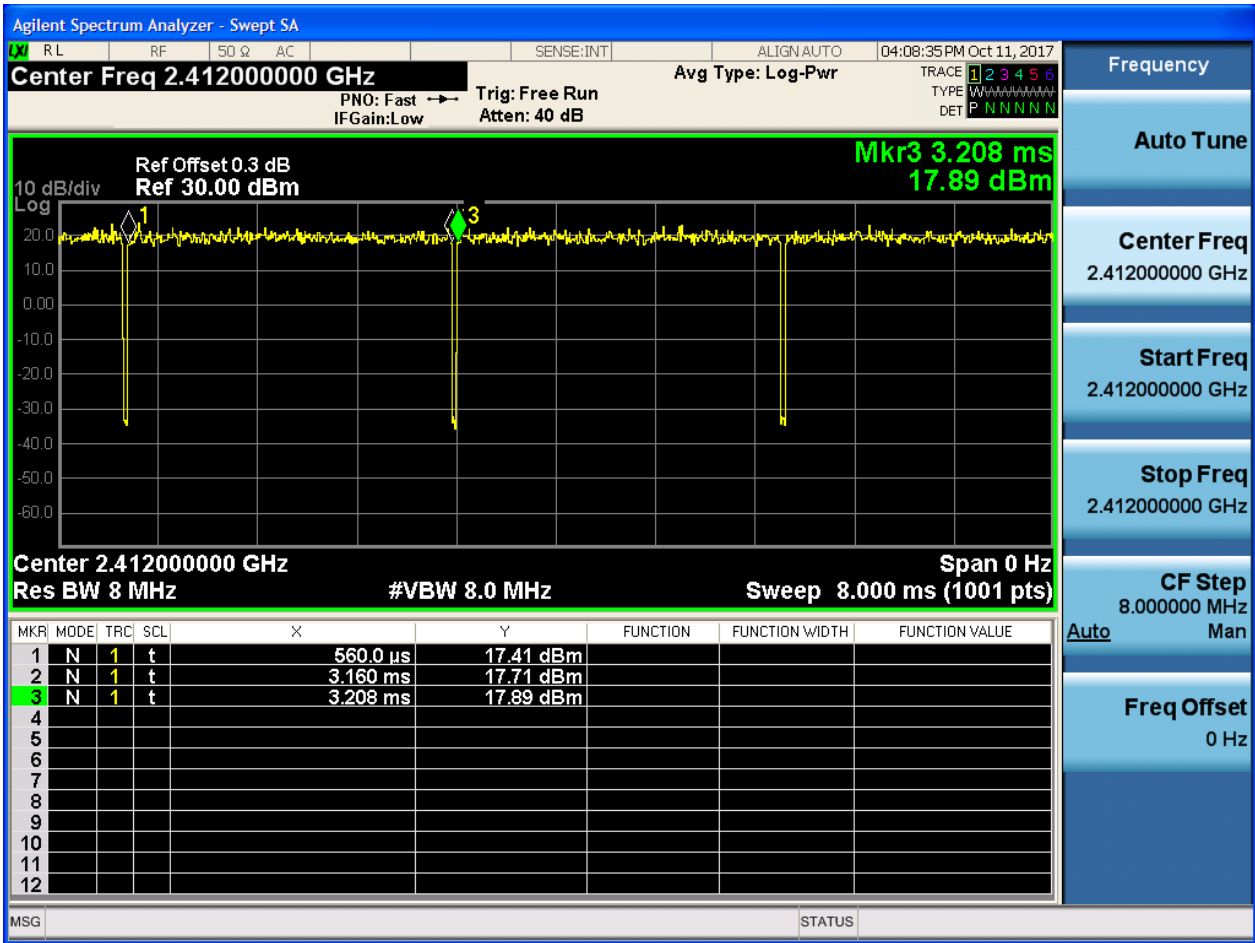 Agilent Spectrum Analyzer - Swept SA
LXI RL RF 50 Ω AC SENSE:INT ALIGN AUTO 04:08:35 PM Oct 11, 2017
Center Freq 2.412000000 GHz
PNO: Fast
IFGain:Low
Trig: Free Run
Atten: 40 dB
Avg Type: Log-Pwr
TRACE 1 2 3 4 5 6
TYPE WWWWWW
DET P N N N N N
Ref Offset 0.3 dB
10 dB/div Ref 30.00 dBm
Log
Mkr3 3.208 ms
17.89 dBm
1
3
20.0
10.0
0.00
-10.0
-20.0
-30.0
-40.0
-50.0
-60.0
Center 2.412000000 GHz Span 0 Hz
Res BW 8 MHz #VBW 8.0 MHz Sweep 8.000 ms (1001 pts)
MKR MODE TRC SCL X Y FUNCTION FUNCTION WIDTH FUNCTION VALUE
1 N 1 t 560.0 µs 17.41 dBm
2 N 1 t 3.160 ms 17.71 dBm
3 N 1 t 3.208 ms 17.89 dBm
4
5
6
7
8
9
10
11
12
MSG STATUS
Frequency
Auto Tune
Center Freq
2.412000000 GHz
Start Freq
2.412000000 GHz
Stop Freq
2.412000000 GHz
CF Step
8.000000 MHz
Auto Man
Freq Offset
0 Hz